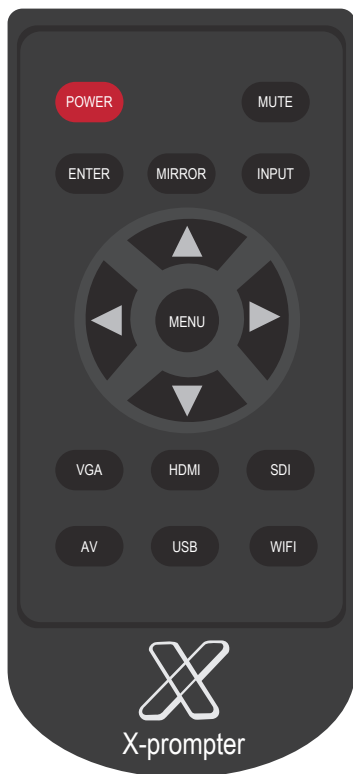 POWER MUTE
ENTER MIRROR INPUT
MENU
VGA HDMI SDI
AV USB WIFI
X-prompter